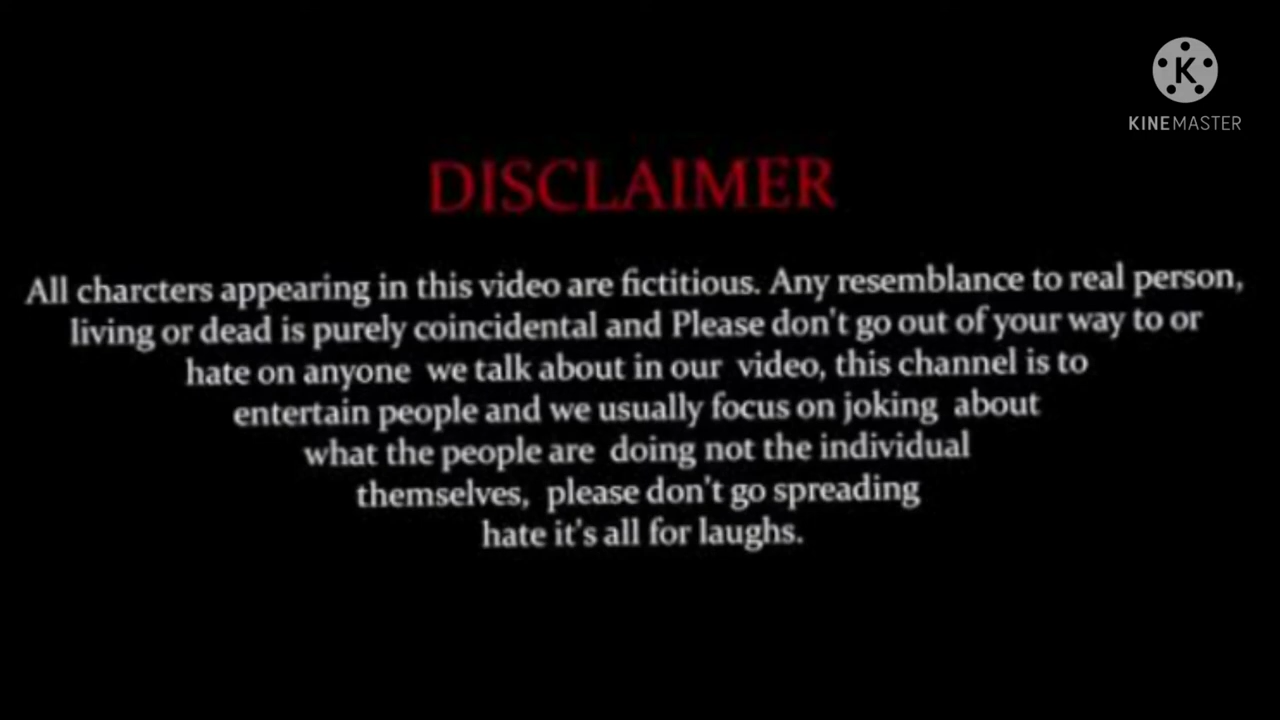 K
KINEMASTER
DISCLAIMER
All charcters appearing in this video are fictitious. Any resemblance to real person,
living or dead is purely coincidental and Please don't go out of your way to or
hate on anyone we talk about in our video, this channel is to
entertain people and we usually focus on joking about
what the people are doing not the individual
themselves, please don't go spreading
hate it's all for laughs.